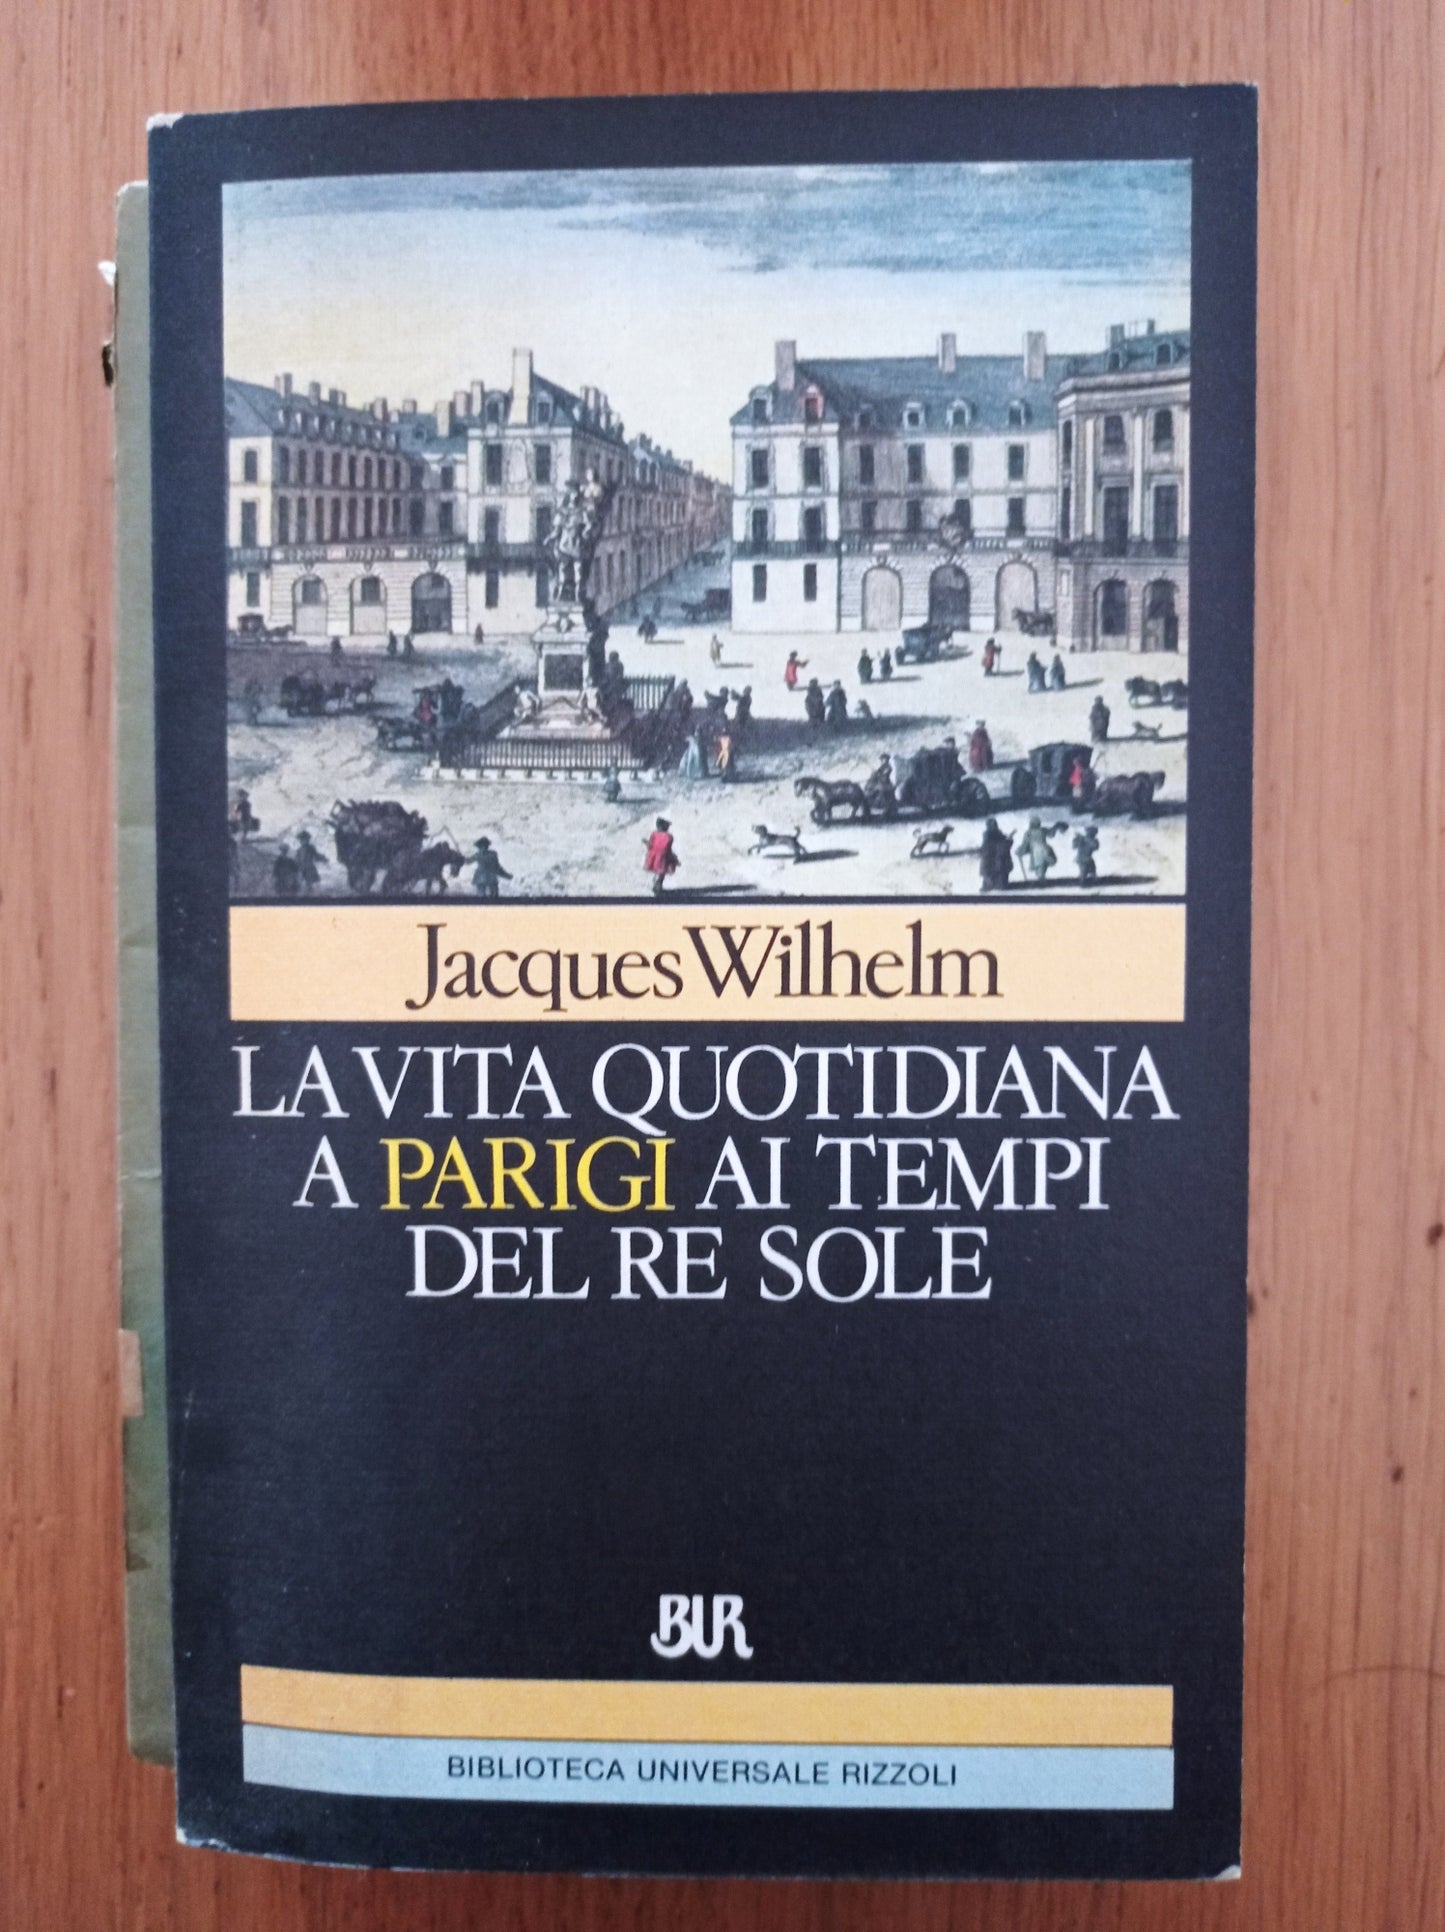 Jacques Wilhelm
LA VITA QUOTIDIANA
A PARIGI AI TEMPI
DEL RE SOLE
BUR
BIBLIOTECA UNIVERSALE RIZZOLI